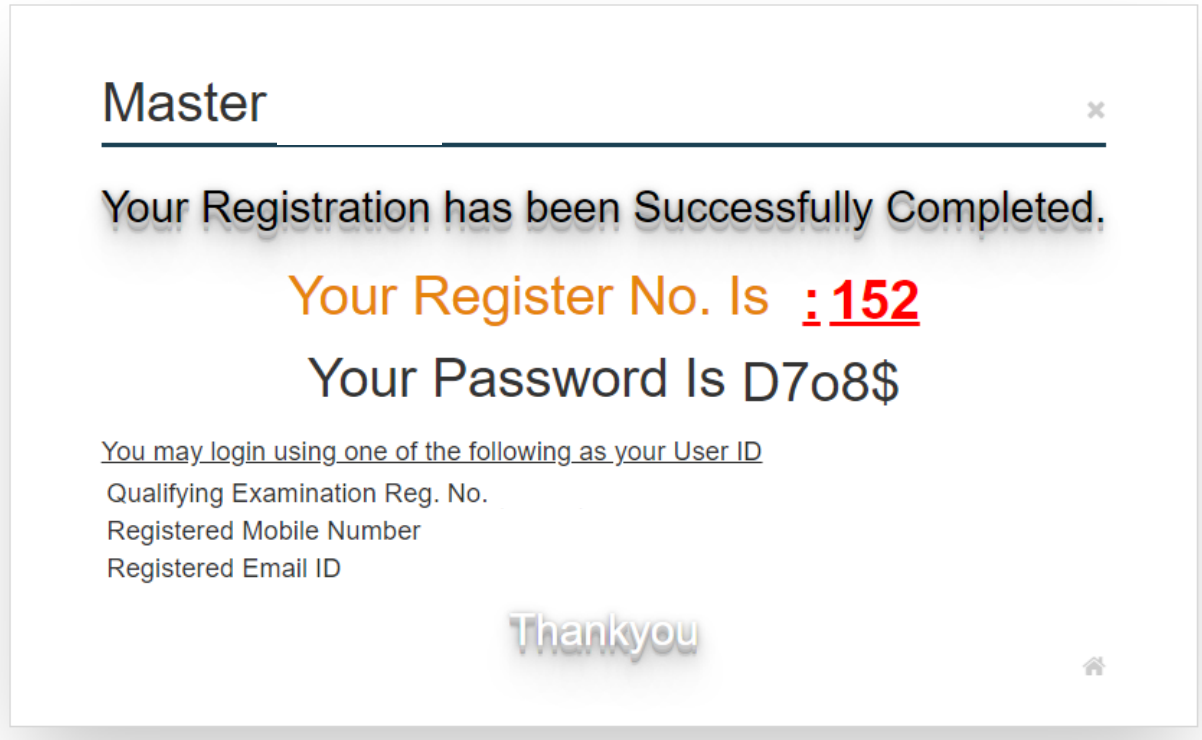 Master
Your Registration has been Successfully Completed.
Your Register No. Is : 152
Your Password Is D7o8$
You may login using one of the following as your User ID
Qualifying Examination Reg. No.
Registered Mobile Number
Registered Email ID
Thankyou